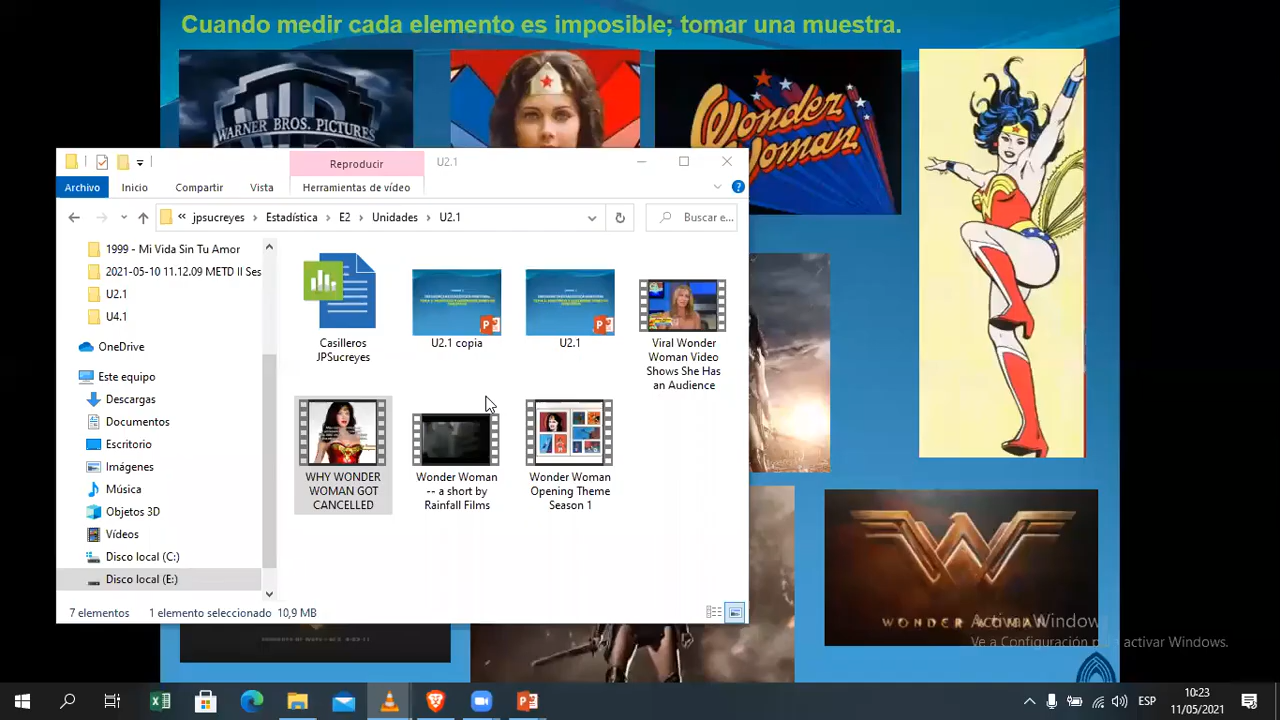 Cuando medir cada elemento es imposible; tomar una muestra.
WARNER BROS. PICTURES
Wonder Woman
Reproducir
U2.1
Archivo
Inicio
Compartir
Vista
Herramientas de vídeo
« jpsucreyes > Estadística > E2 > Unidades > U2.1
Buscar e...
1999 - Mi Vida Sin Tu Amor
2021-05-10 11.12.09 METD II Ses
U2.1
U4.1
OneDrive
Este equipo
Descargas
Documentos
Escritorio
Imágenes
Música
Objetos 3D
Vídeos
Disco local (C:)
Disco local (E:)
Casilleros
JPSucreyes
U2.1 copia
U2.1
Viral Wonder
Woman Video
Shows She Has
an Audience
WHY WONDER
WOMAN GOT
CANCELLED
Wonder Woman
-- a short by
Rainfall Films
Wonder Woman
Opening Theme
Season 1
7 elementos
1 elemento seleccionado 10,9 MB
WONDER WOMAN
Activar Windows
Ve a Configuración para activar Windows.
ESP
10:23
11/05/2021